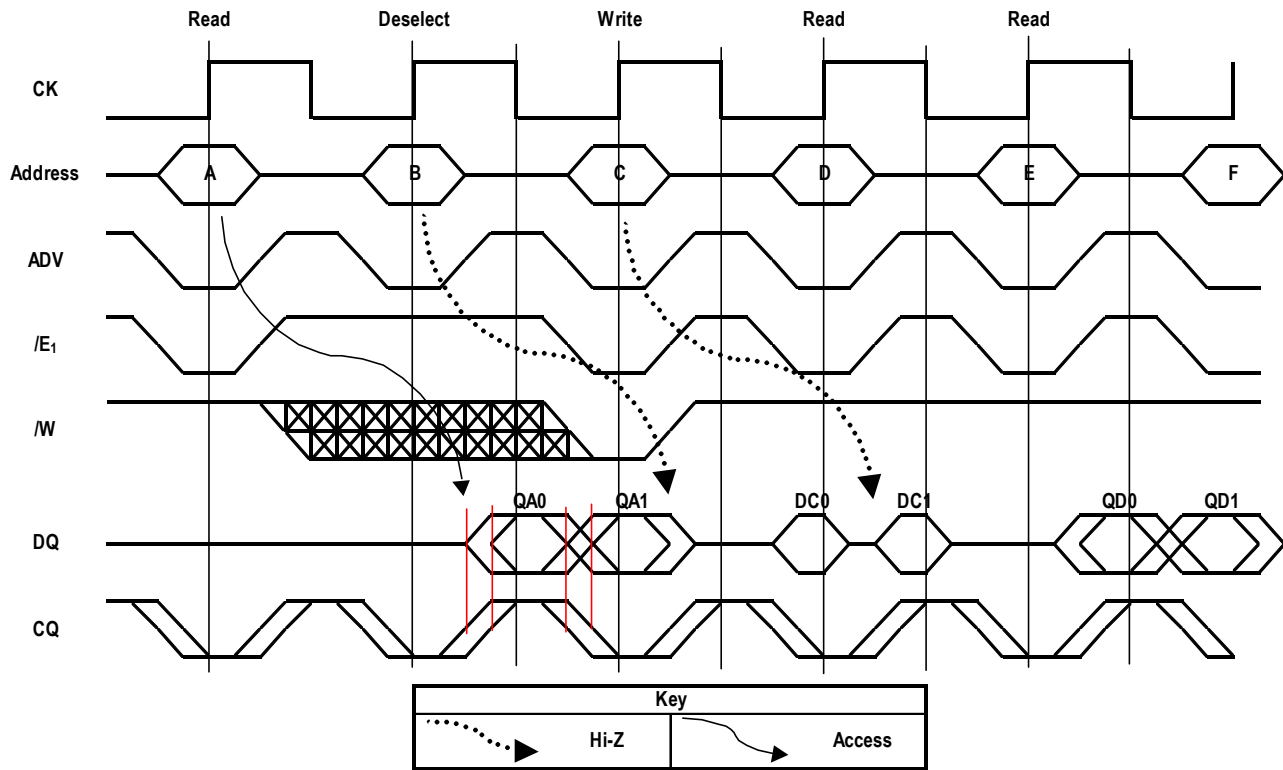 Read Deselect Write Read Read
CK
Address A B C D E F
ADV
/E1
/W
QA0 QA1 DC0 DC1 QD0 QD1
DQ
CQ
Key
Hi-Z Access